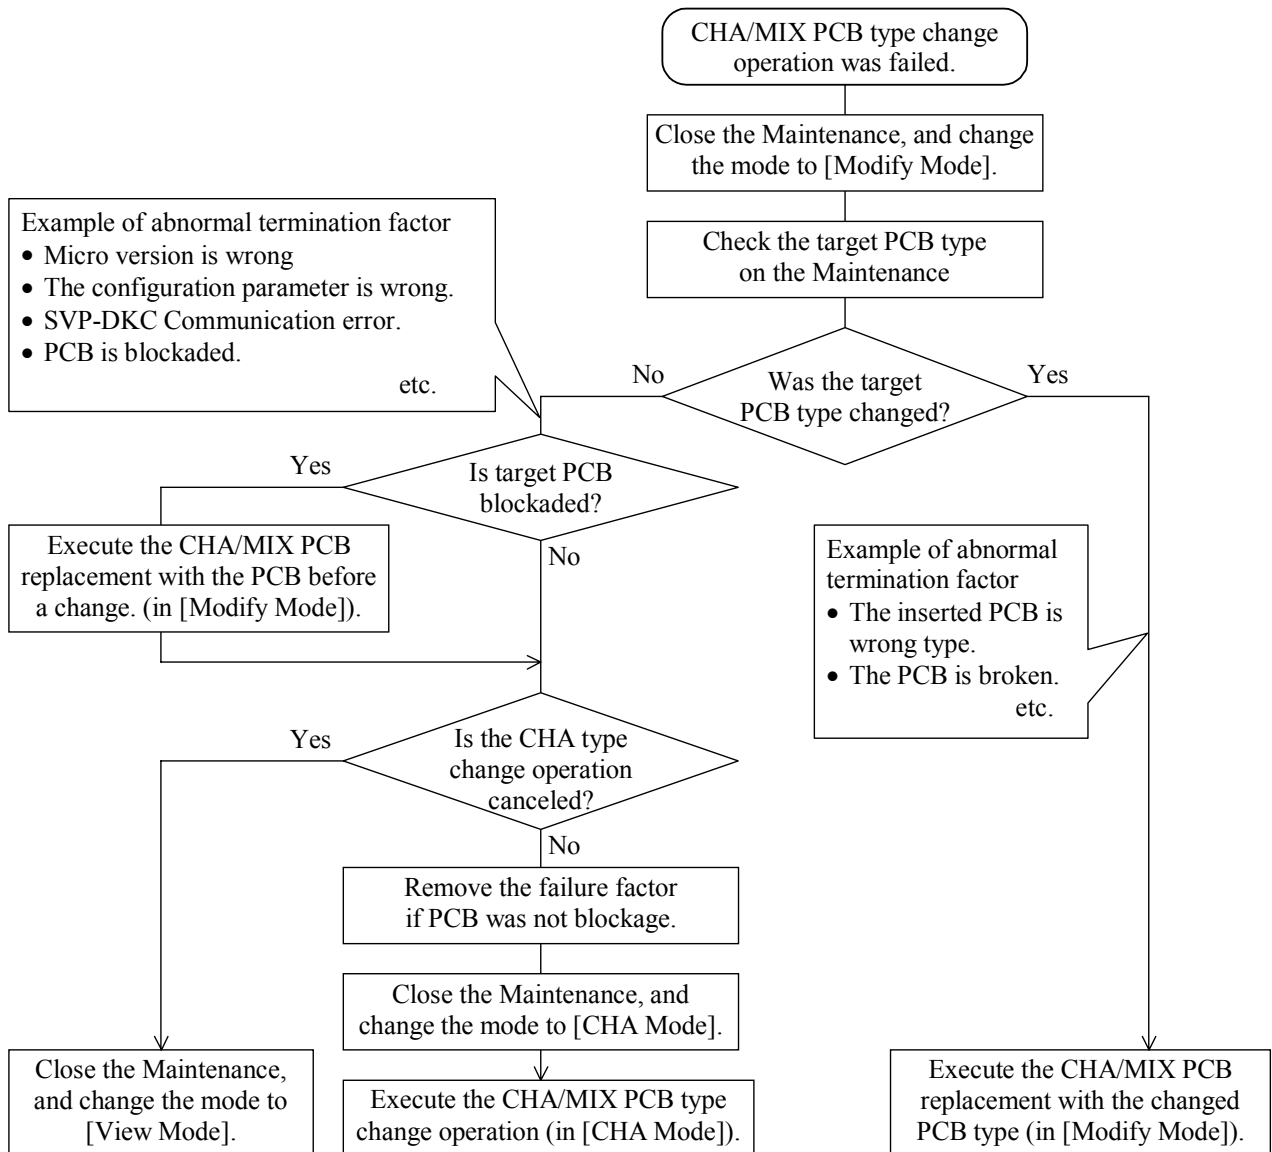 CHA/MIX PCB type change
operation was failed.
Close the Maintenance, and change
the mode to [Modify Mode].
Example of abnormal termination factor
• Micro version is wrong
• The configuration parameter is wrong.
• SVP-DKC Communication error.
• PCB is blockaded.
etc.
Check the target PCB type
on the Maintenance
No
Was the target
PCB type changed?
Yes
Yes
Is target PCB
blockaded?
No
Execute the CHA/MIX PCB
replacement with the PCB before
a change. (in [Modify Mode]).
Example of abnormal
termination factor
• The inserted PCB is
wrong type.
• The PCB is broken.
etc.
Yes
Is the CHA type
change operation
canceled?
No
Remove the failure factor
if PCB was not blockage.
Close the Maintenance, and
change the mode to [CHA Mode].
Close the Maintenance,
and change the mode to
[View Mode].
Execute the CHA/MIX PCB type
change operation (in [CHA Mode]).
Execute the CHA/MIX PCB
replacement with the changed
PCB type (in [Modify Mode]).